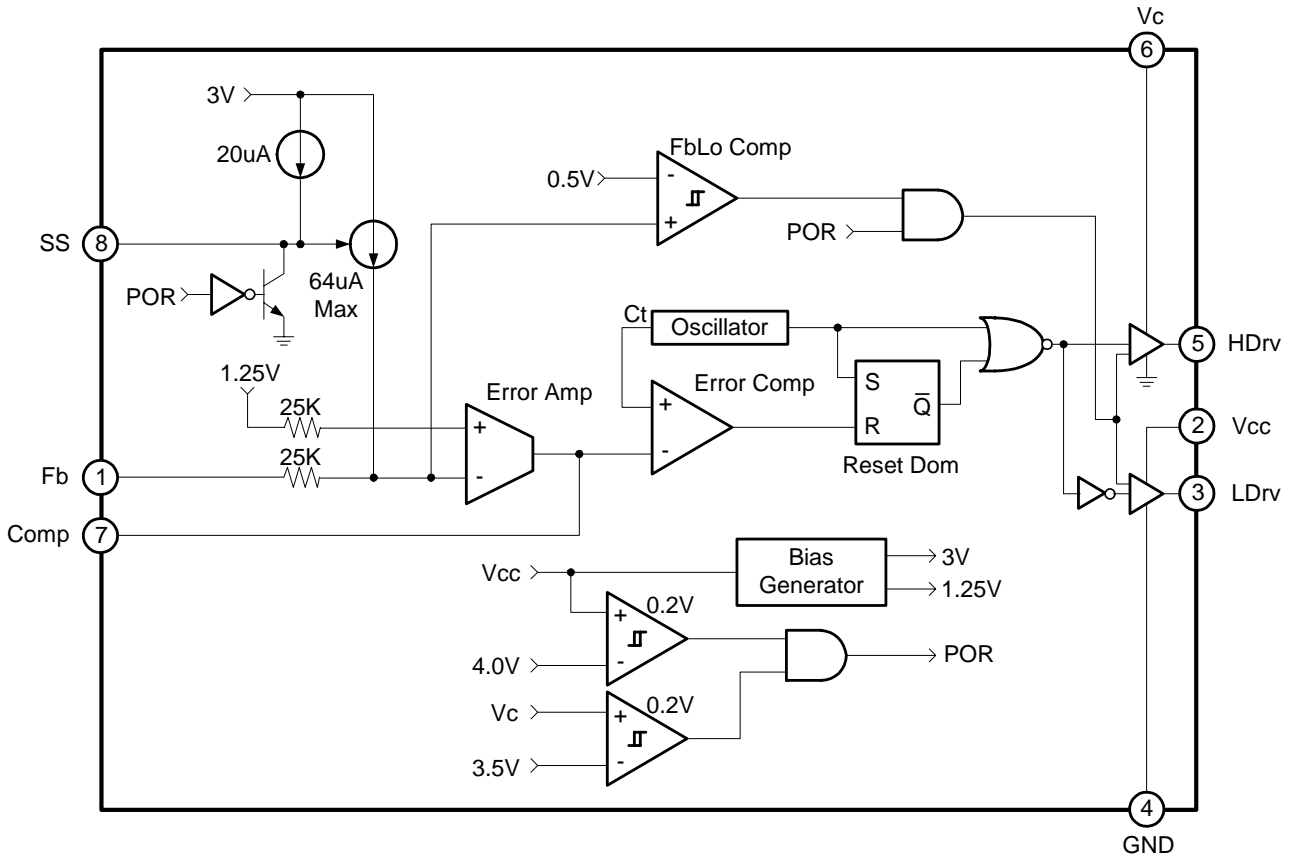 Vc
6
3V
20uA
FbLo Comp
0.5V
-
+
POR
SS
8
64uA
Max
POR
Ct
Oscillator
5
HDrv
1.25V
25K
Error Amp
Error Comp
+
-
S
R
Q̅
Reset Dom
2
Vcc
+
-
Fb
1
25K
3
LDrv
Comp
7
Vcc
Bias
Generator
3V
1.25V
0.2V
+
-
4.0V
POR
Vc
0.2V
+
-
3.5V
4
GND